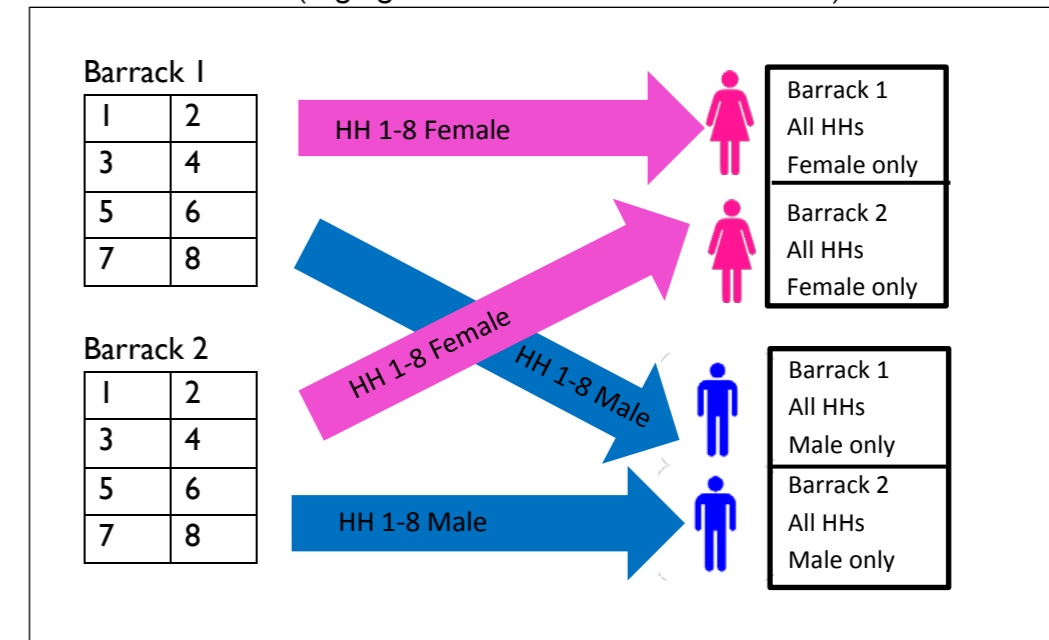 Barrack 1
1 2
3 4
5 6
7 8
HH 1-8 Female
Barrack 1
All HHs
Female only
Barrack 2
All HHs
Female only
Barrack 2
1 2
3 4
5 6
7 8
HH 1-8 Female
HH 1-8 Male
HH 1-8 Male
Barrack 1
All HHs
Male only
Barrack 2
All HHs
Male only